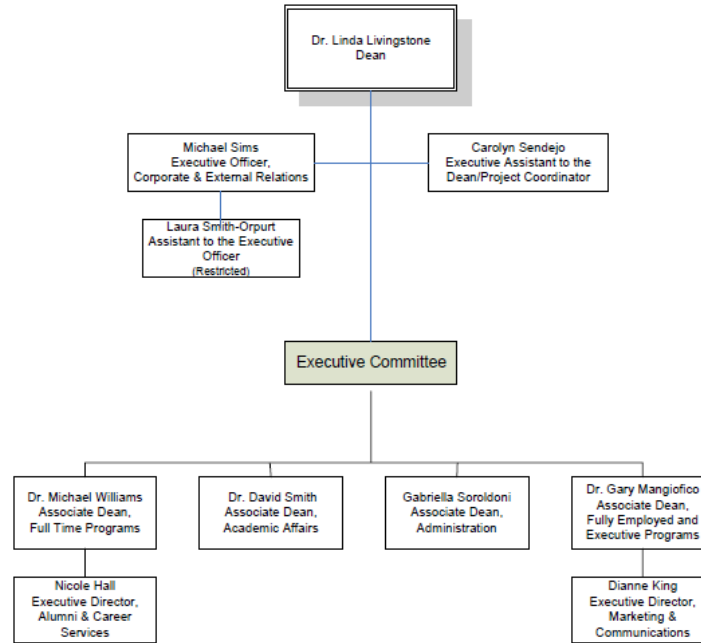 Dr. Linda Livingstone
Dean
Michael Sims
Executive Officer,
Corporate & External Relations
Carolyn Sendejo
Executive Assistant to the
Dean/Project Coordinator
Laura Smith-Orpurt
Assistant to the Executive
Officer
(Restricted)
Executive Committee
Dr. Michael Williams
Associate Dean,
Full Time Programs
Dr. David Smith
Associate Dean,
Academic Affairs
Gabriella Soroldoni
Associate Dean,
Administration
Dr. Gary Mangiofico
Associate Dean,
Fully Employed and
Executive Programs
Nicole Hall
Executive Director,
Alumni & Career
Services
Dianne King
Executive Director,
Marketing &
Communications